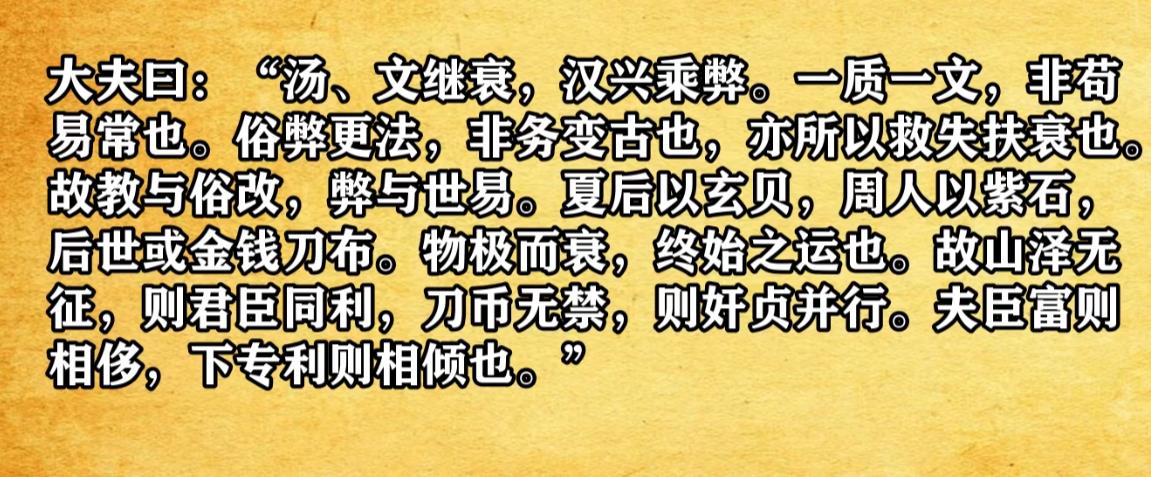 大夫曰：“汤、文继衰，汉兴乘弊。一质一文，非苟
易常也。俗弊更法，非务变古也，亦所以救失扶衰也。
故教与俗改，弊与世易。夏后以玄贝，周人以紫石，
后世或金钱刀布。物极而衰，终始之运也。故山泽无
征，则君臣同利，刀币无禁，则奸贞并行。夫臣富则
相侈，下专利则相倾也。”